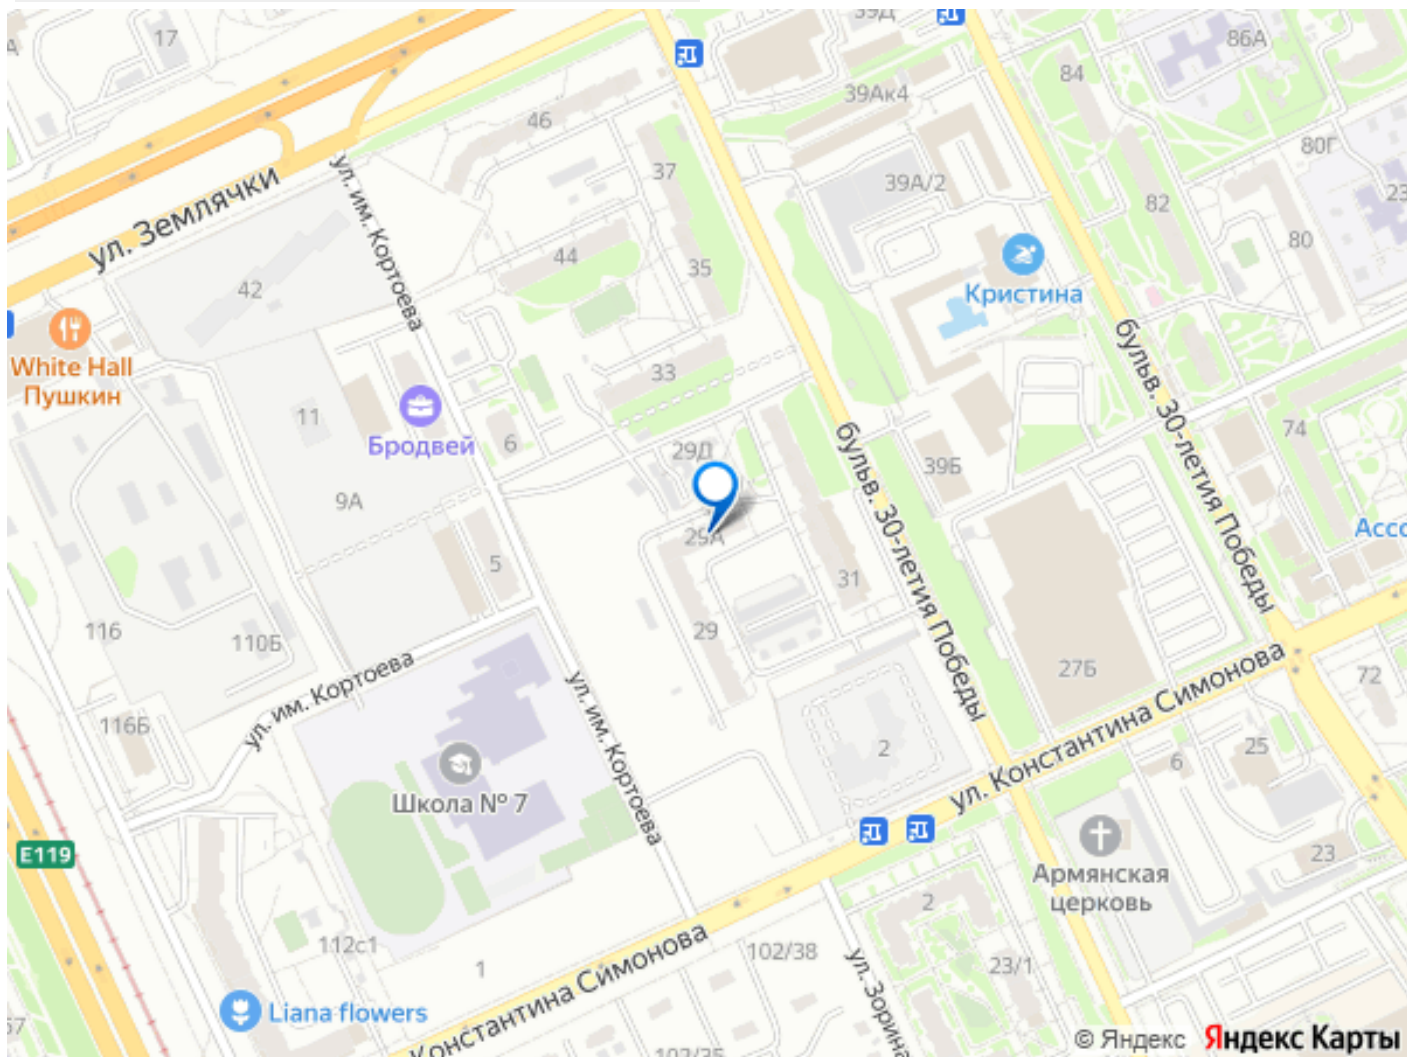 17
39Д
86А
84
39Ак4
46
80Г
37
39А/2
ул. Землячки
ул. им. Кортоева
82
80
44
35
42
Кристина
White Hall
Пушкин
бульв. 30-летия Победы
33
Бродвей
11
6
29Д
74
39Б
бульв. 30-летия Победы
9А
29А
5
31
116
110Б
29
ул. им. Кортоева
ул. им. Кортоева
27Б
72
116Б
2
ул. Константина Симонова
25
6
Школа № 7
E119
23
Армянская
церковь
2
112с1
1
102/38
23/1
ул. Константина Симонова
Liana flowers
© Яндекс Яндекс Карты